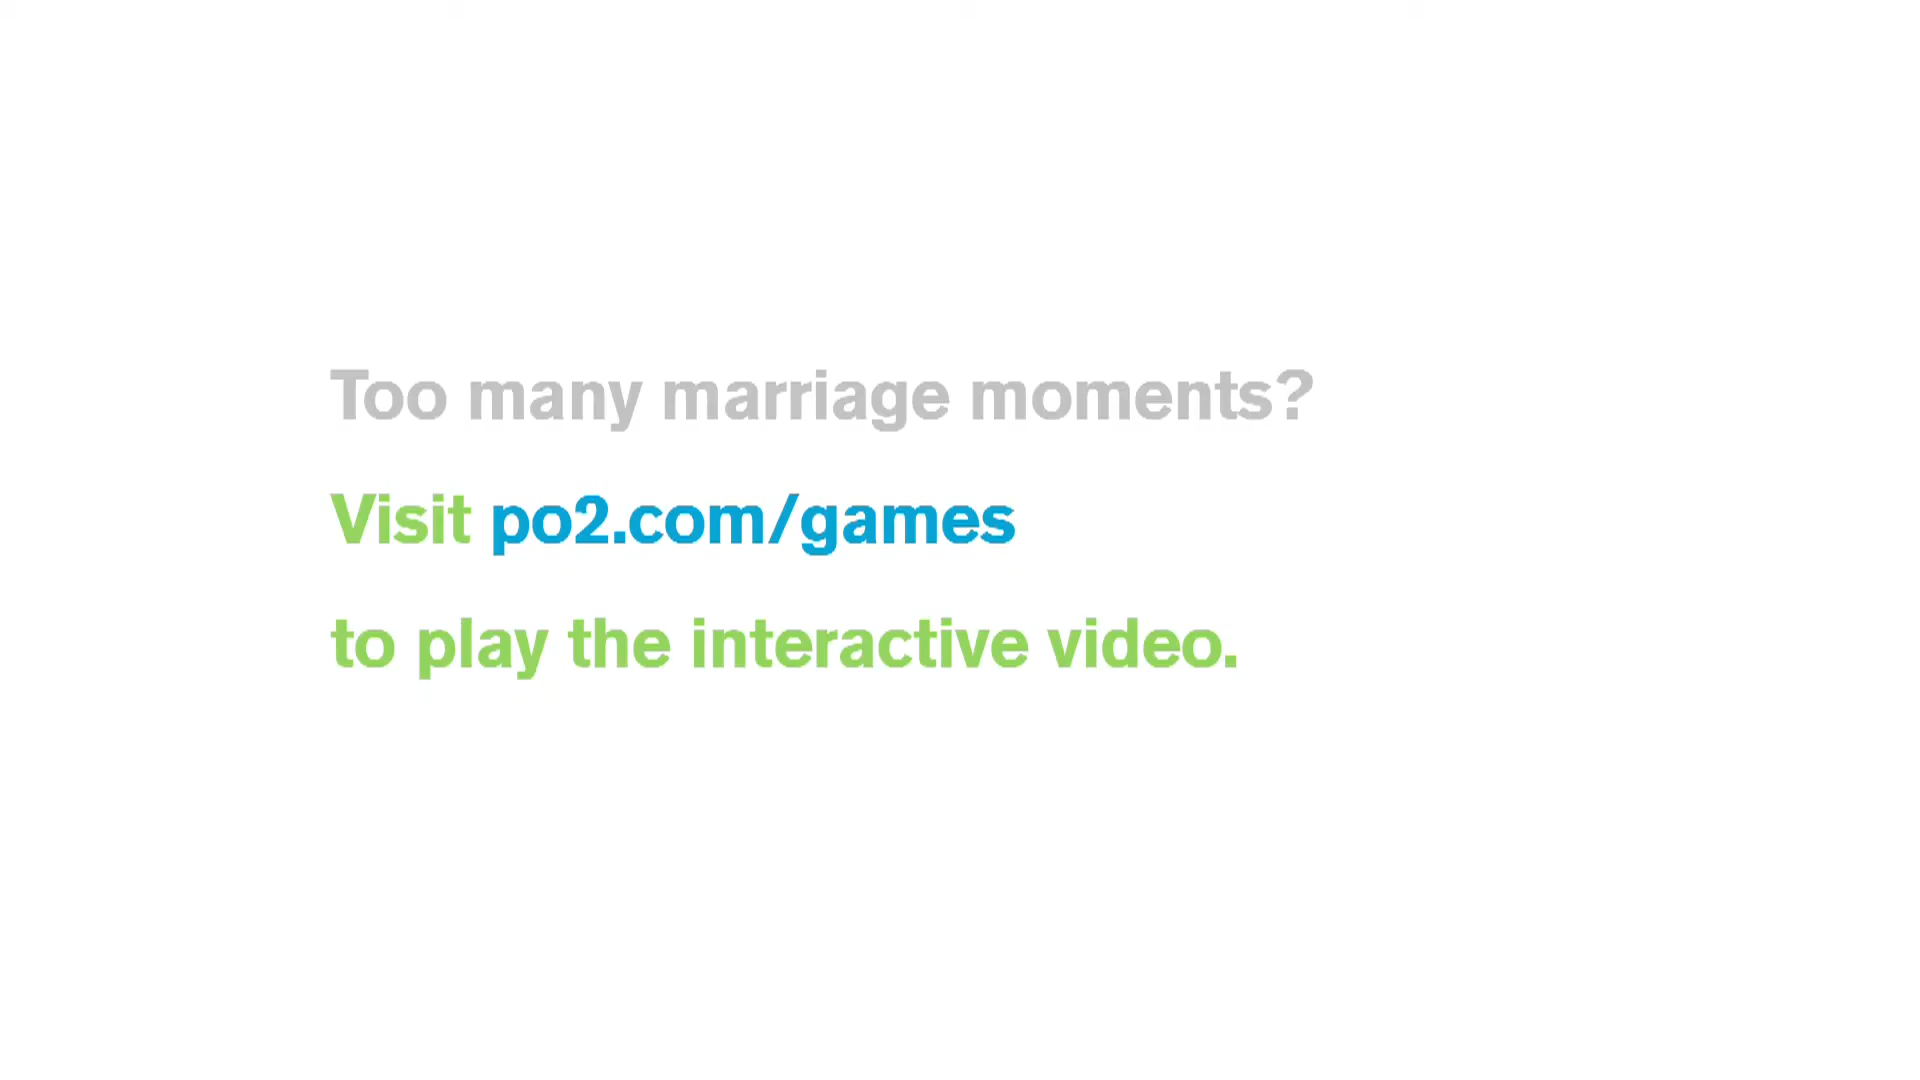 Too many marriage moments?
Visit po2.com/games
to play the interactive video.